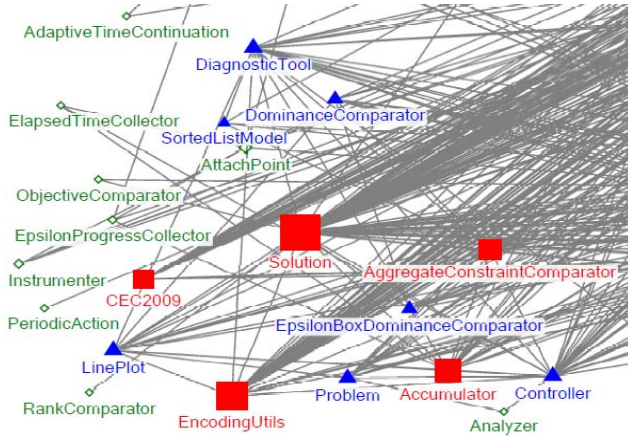 AdaptiveTimeContinuation
DiagnosticTool
ElapsedTimeCollector
DominanceComparator
SortedListModel
AttachPoint
ObjectiveComparator
EpsilonProgressCollector
Solution
Instrumenter
AggregateConstraintComparator
CEC2009
PeriodicAction
EpsilonBoxDominanceComparator
LinePlot
Problem
Accumulator
Controller
RankComparator
EncodingUtils
Analyzer